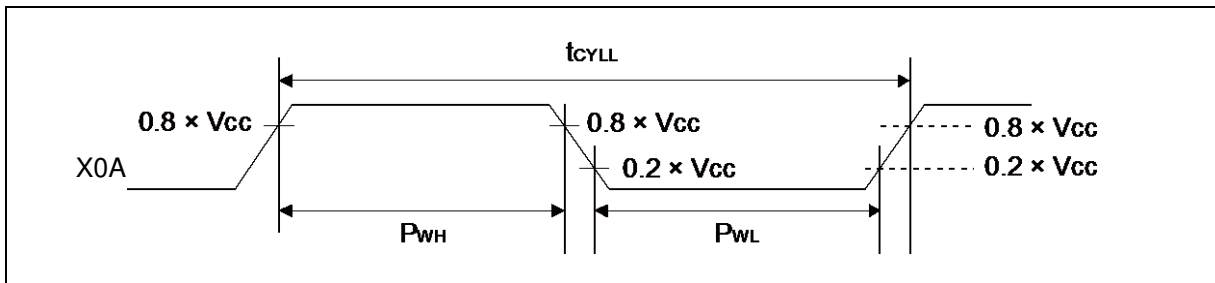 tCYLL
0.8 × Vcc
0.8 × Vcc
0.8 × Vcc
X0A
0.2 × Vcc
0.2 × Vcc
PWH
PWL